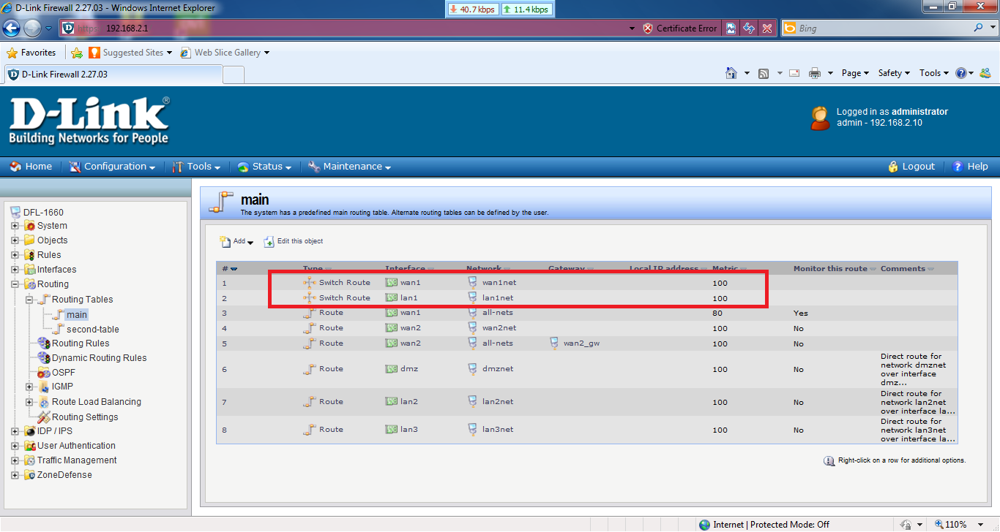 D-Link Firewall 2.27.03 - Windows Internet Explorer
40.7 kbps 11.4 kbps
https 192.168.2.1 Certificate Error Bing
Favorites Suggested Sites Web Slice Gallery
D-Link Firewall 2.27.03 Page Safety Tools
D-Link®
Building Networks for People
Logged in as administrator
admin - 192.168.2.10
Home Configuration Tools Status Maintenance Logout ? Help
DFL-1660
System
Objects
Rules
Interfaces
Routing
Routing Tables
main
second-table
Routing Rules
Dynamic Routing Rules
OSPF
IGMP
Route Load Balancing
Routing Settings
IDP / IPS
User Authentication
Traffic Management
ZoneDefense
main
The system has a predefined main routing table. Alternate routing tables can be defined by the user.
Add Edit this object
# Type Interface Network Gateway Local IP address Metric Monitor this route Comments
1 Switch Route wan1 wan1net 100
2 Switch Route lan1 lan1net 100
3 Route wan1 all-nets 80 Yes
4 Route wan2 wan2net 100 No
5 Route wan2 all-nets wan2_gw 100 No
6 Route dmz dmznet 100 No Direct route for
network dmznet
over interface
dmz...
7 Route lan2 lan2net 100 No Direct route for
network lan2net
over interface la...
8 Route lan3 lan3net 100 No Direct route for
network lan3net
over interface la...
Right-click on a row for additional options.
Internet | Protected Mode: Off 110%